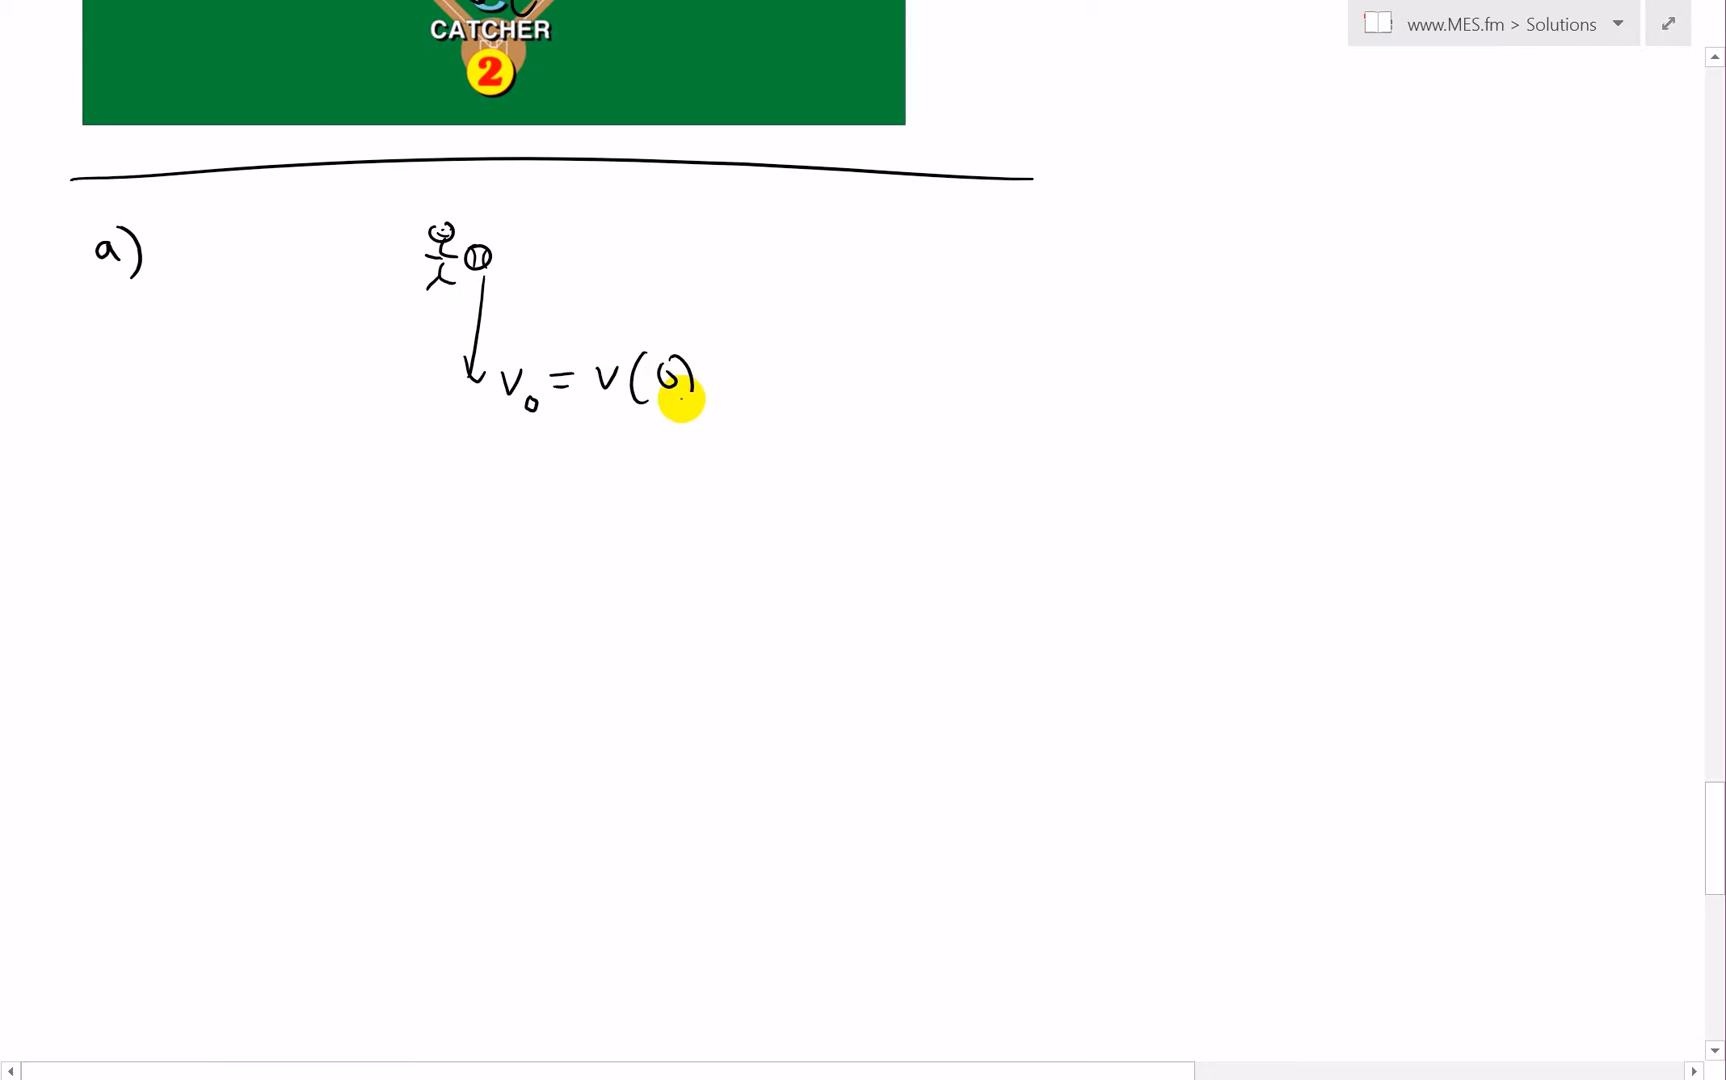 www.MES.fm > Solutions
CATCHER
2
a)
v₀ = v(0)